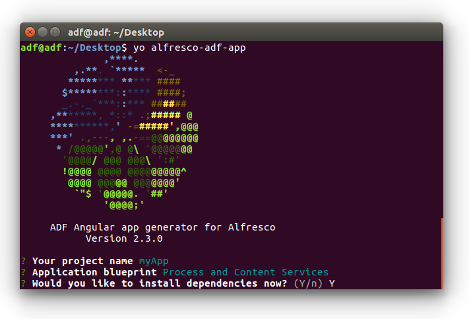 adf@adf: ~/Desktop
adf@adf:~/Desktop$ yo alfresco-adf-app
ADF Angular app generator for Alfresco
Version 2.3.0
? Your project name myApp
? Application blueprint Process and Content Services
? Would you like to install dependencies now? (Y/n) Y